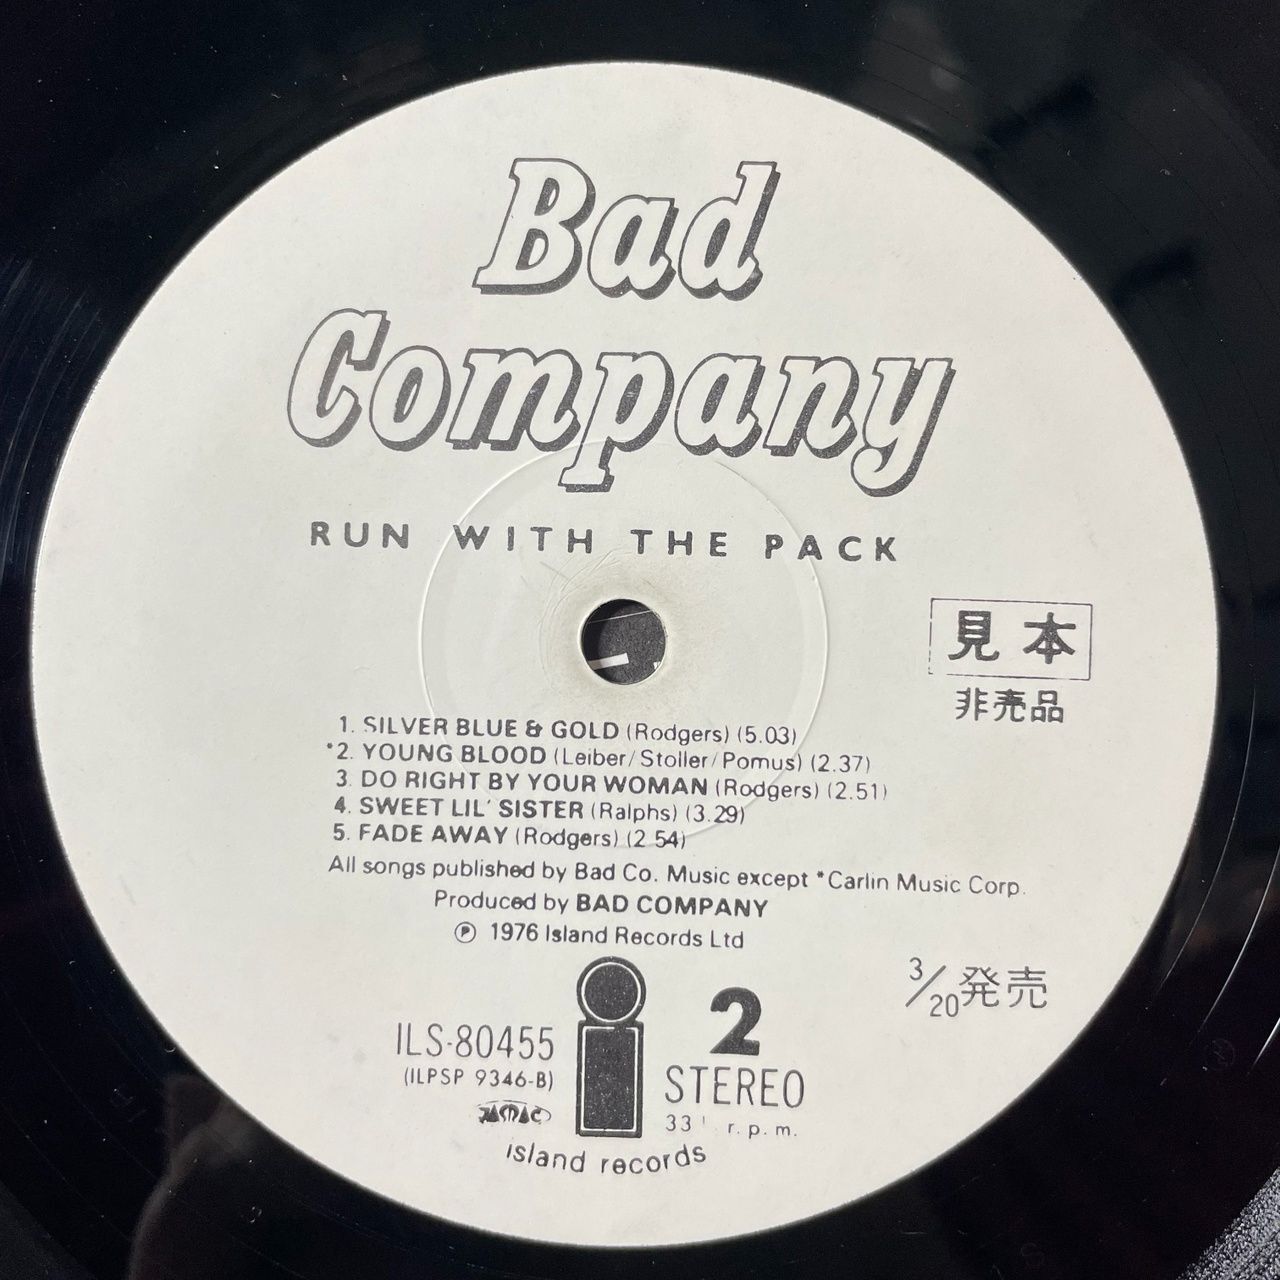 Bad
Company
RUN WITH THE PACK
見本
非売品
1. SILVER BLUE & GOLD (Rodgers) (5.03)
*2. YOUNG BLOOD (Leiber/Stoller/Pomus) (2.37)
3. DO RIGHT BY YOUR WOMAN (Rodgers) (2.51)
4. SWEET LIL' SISTER (Ralphs) (3.29)
5. FADE AWAY (Rodgers) (2 54)
All songs published by Bad Co. Music except *Carlin Music Corp.
Produced by BAD COMPANY
Ⓟ 1976 Island Records Ltd
3/20発売
ILS-80455
(ILPSP 9346-B)
2
STEREO
33 r.p.m.
island records